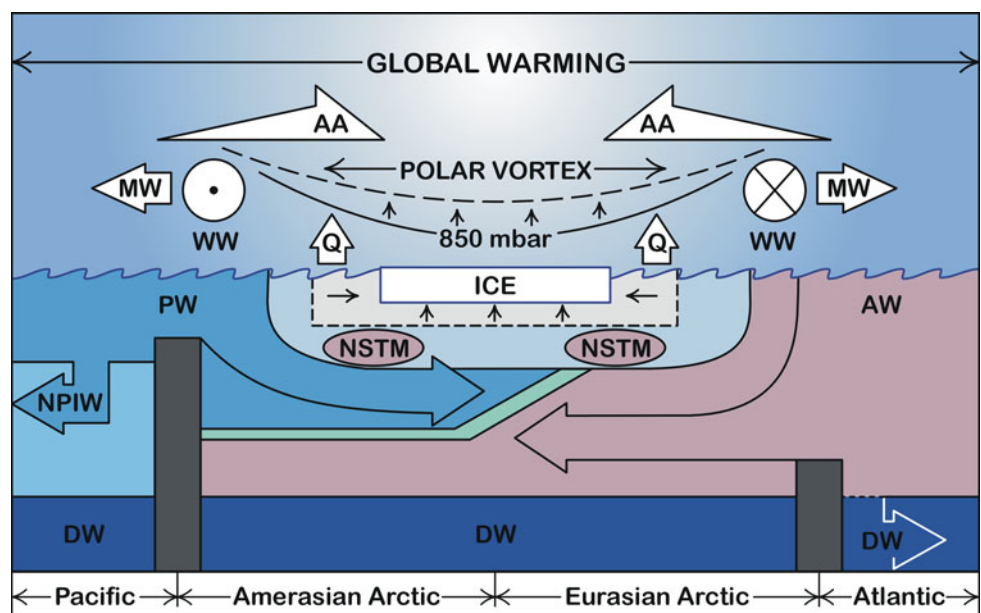 GLOBAL WARMING
AA
AA
POLAR VORTEX
MW
MW
WW
WW
850 mbar
Q
Q
ICE
PW
AW
NSTM
NSTM
NPIW
DW
DW
DW
Pacific
Amerasian Arctic
Eurasian Arctic
Atlantic